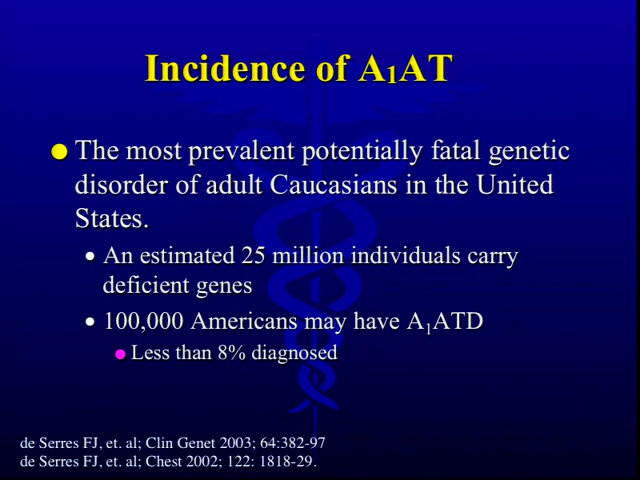 Incidence of A₁AT
The most prevalent potentially fatal genetic
disorder of adult Caucasians in the United
States.
An estimated 25 million individuals carry
deficient genes
100,000 Americans may have A₁ATD
Less than 8% diagnosed
de Serres FJ, et. al; Clin Genet 2003; 64:382-97
de Serres FJ, et. al; Chest 2002; 122: 1818-29.